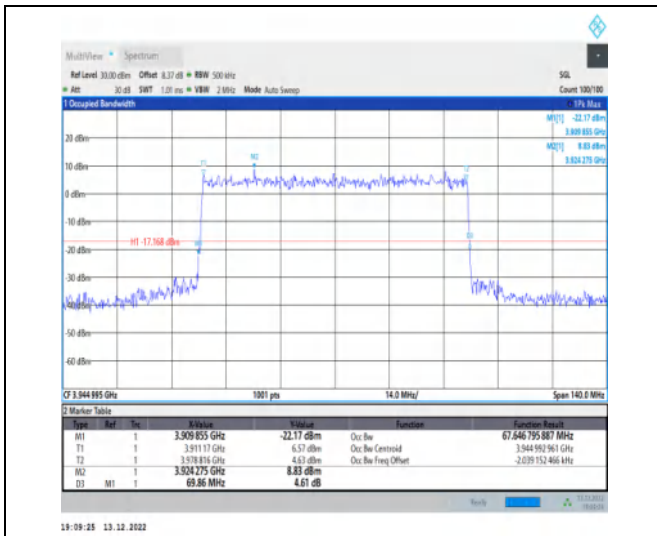 MultiView Spectrum
Ref Level 30.00 dBm Offset 8.37 dB RBW 500 kHz SGL
Att 30 dB SWT 1.01 ms VBW 2 MHz Mode Auto Sweep Count 100/100
1 Occupied Bandwidth 1Pk Max
M1[1] -22.17 dBm
3.909 855 GHz
M2[1] 8.83 dBm
3.924 275 GHz
20 dBm
M2
T1
10 dBm
0 dBm
-10 dBm
H1 -17.168 dBm
-20 dBm
-30 dBm
-40 dBm
-50 dBm
-60 dBm
CF 3.944 995 GHz 1001 pts 14.0 MHz/ Span 140.0 MHz
2 Marker Table
Type Ref Trc X-Value Y-Value Function Function Result
M1 1 3.909 855 GHz -22.17 dBm Occ Bw 67.646 795 887 MHz
T1 1 3.911 17 GHz 6.57 dBm Occ Bw Centroid 3.944 992 961 GHz
T2 1 3.978 816 GHz 4.63 dBm Occ Bw Freq Offset -2.039 152 466 kHz
M2 1 3.924 275 GHz 8.83 dBm
D3 M1 1 69.86 MHz 4.61 dB
Ready
19:09:25 13.12.2022